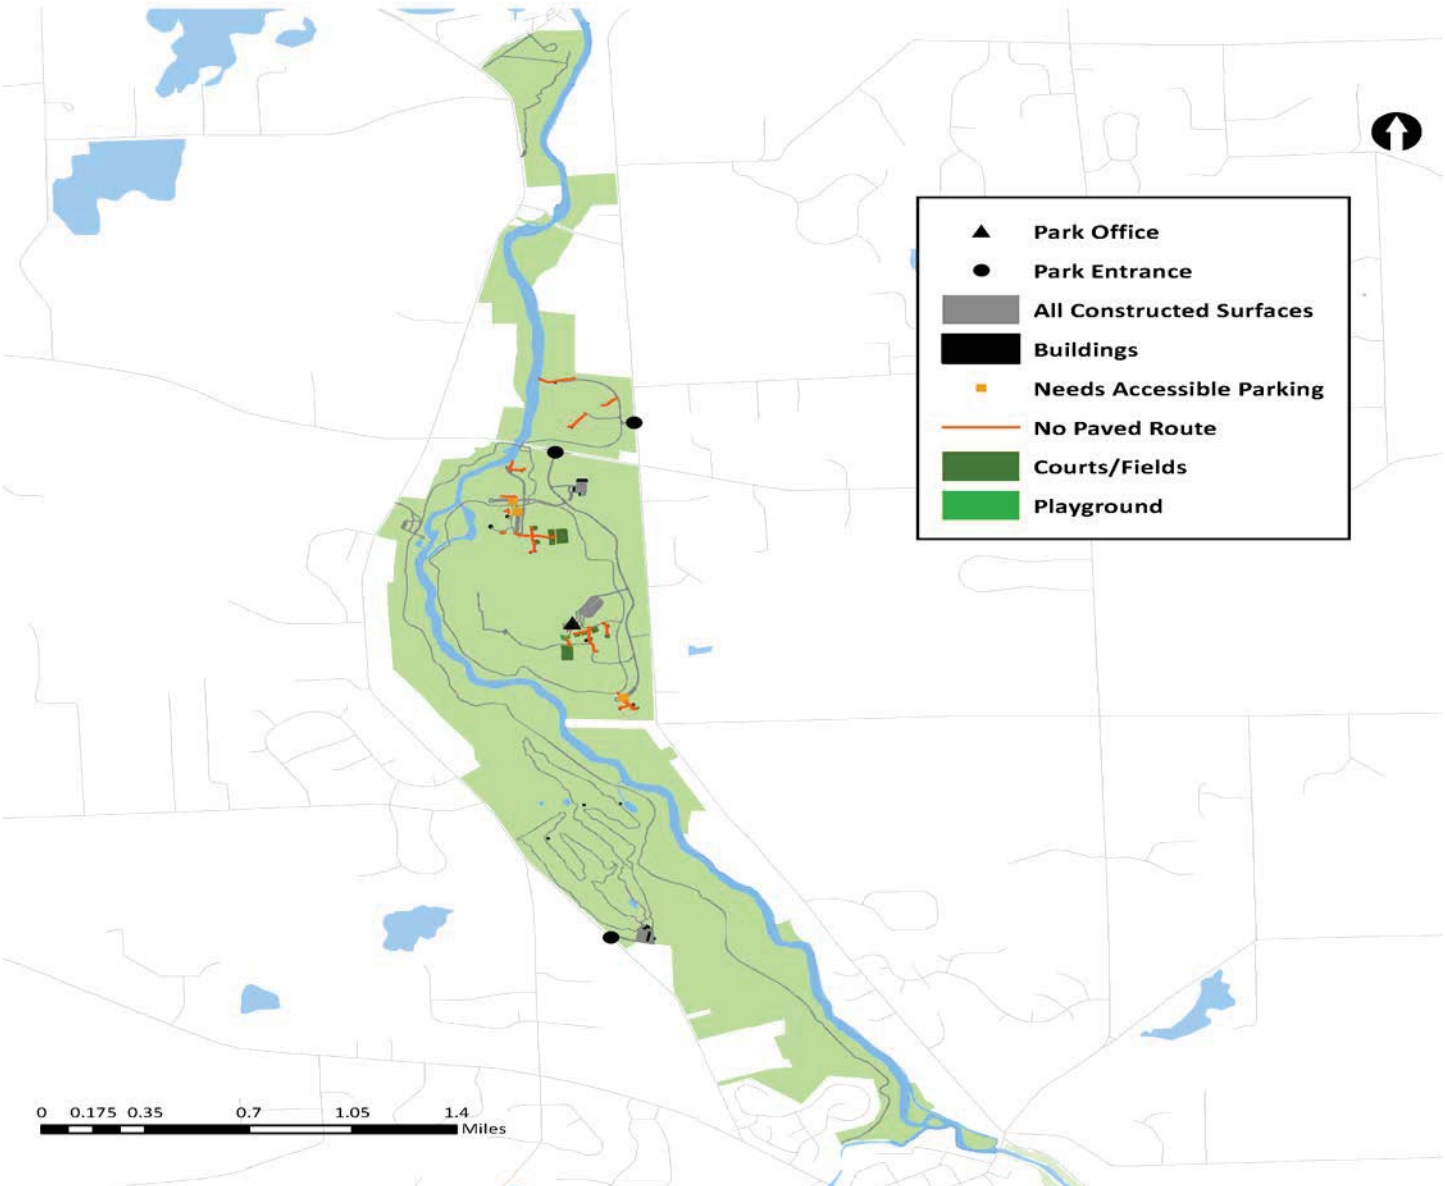 Park Office
Park Entrance
All Constructed Surfaces
Buildings
Needs Accessible Parking
No Paved Route
Courts/Fields
Playground
0 0.175 0.35 0.7 1.05 1.4
Miles